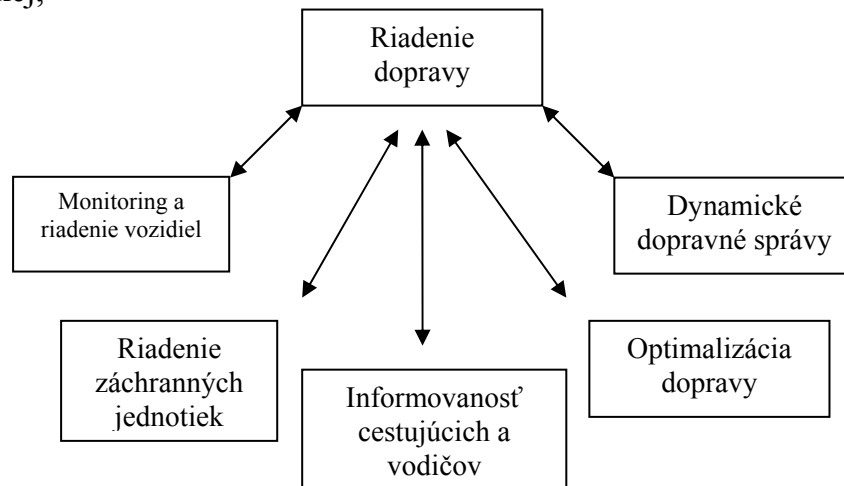 Riadenie
dopravy
Monitoring a
riadenie vozidiel
Dynamické
dopravné správy
Riadenie
záchranných
jednotiek
Informovanosť
cestujúcich a
vodičov
Optimalizácia
dopravy